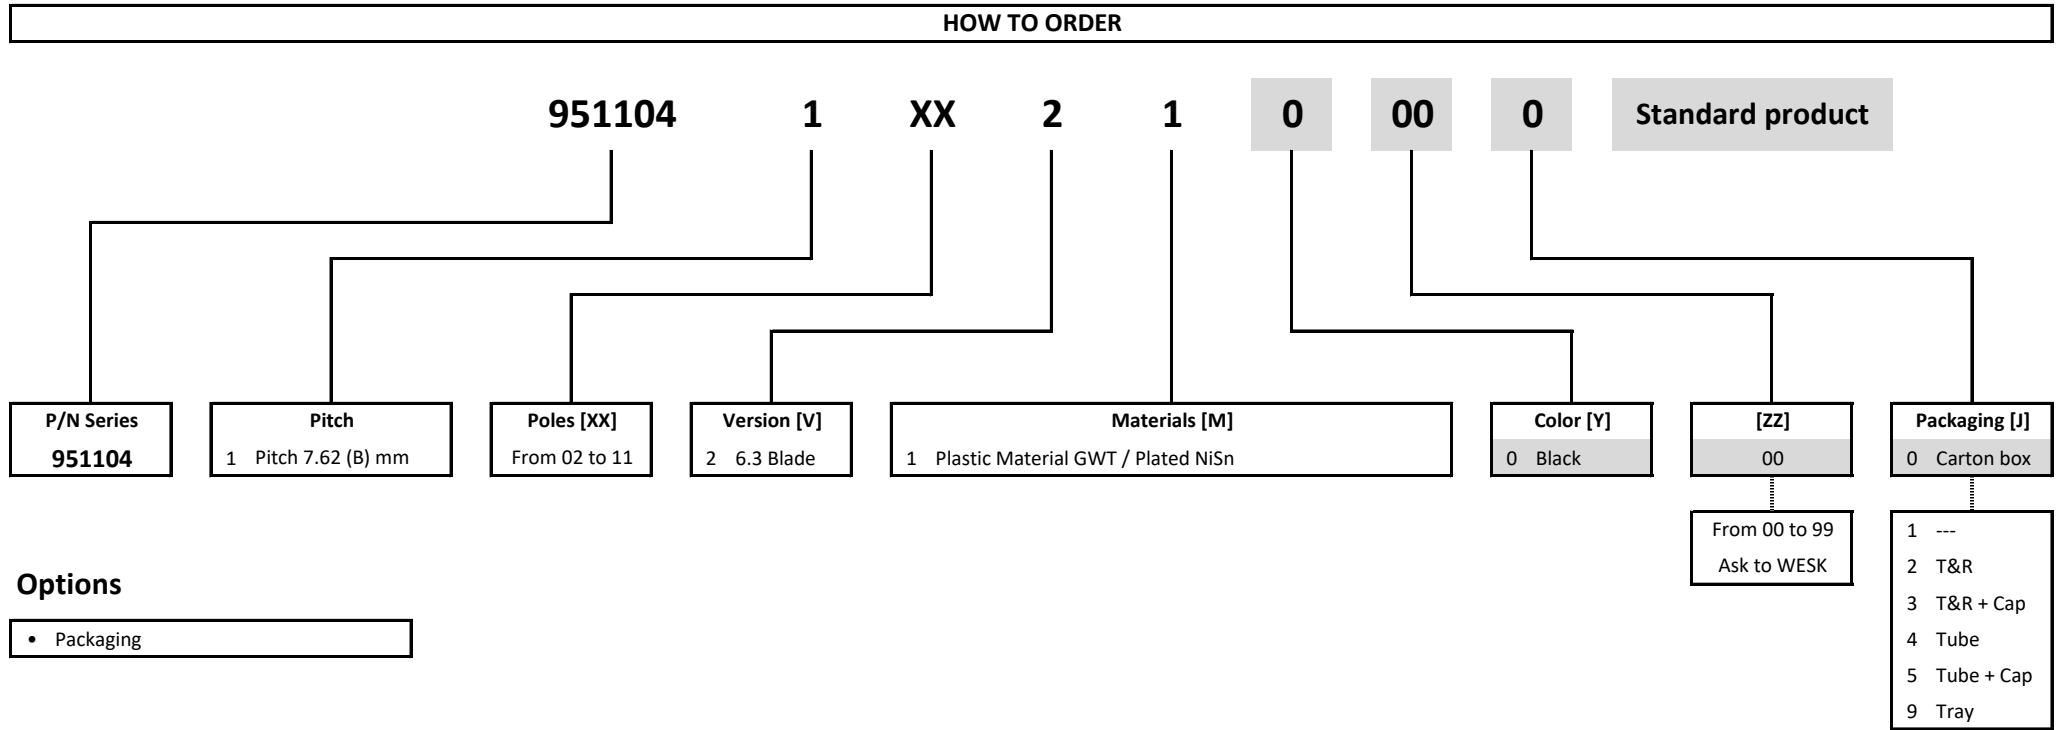 HOW TO ORDER
951104 1 XX 2 1 0 00 0 Standard product
P/N Series Pitch Poles [XX] Version [V] Materials [M] Color [Y] [ZZ] Packaging [J]
951104 1 Pitch 7.62 (B) mm From 02 to 11 2 6.3 Blade 1 Plastic Material GWT / Plated NiSn 0 Black 00 0 Carton box
From 00 to 99
Ask to WESK
1 ---
2 T&R
3 T&R + Cap
4 Tube
5 Tube + Cap
9 Tray
Options
• Packaging